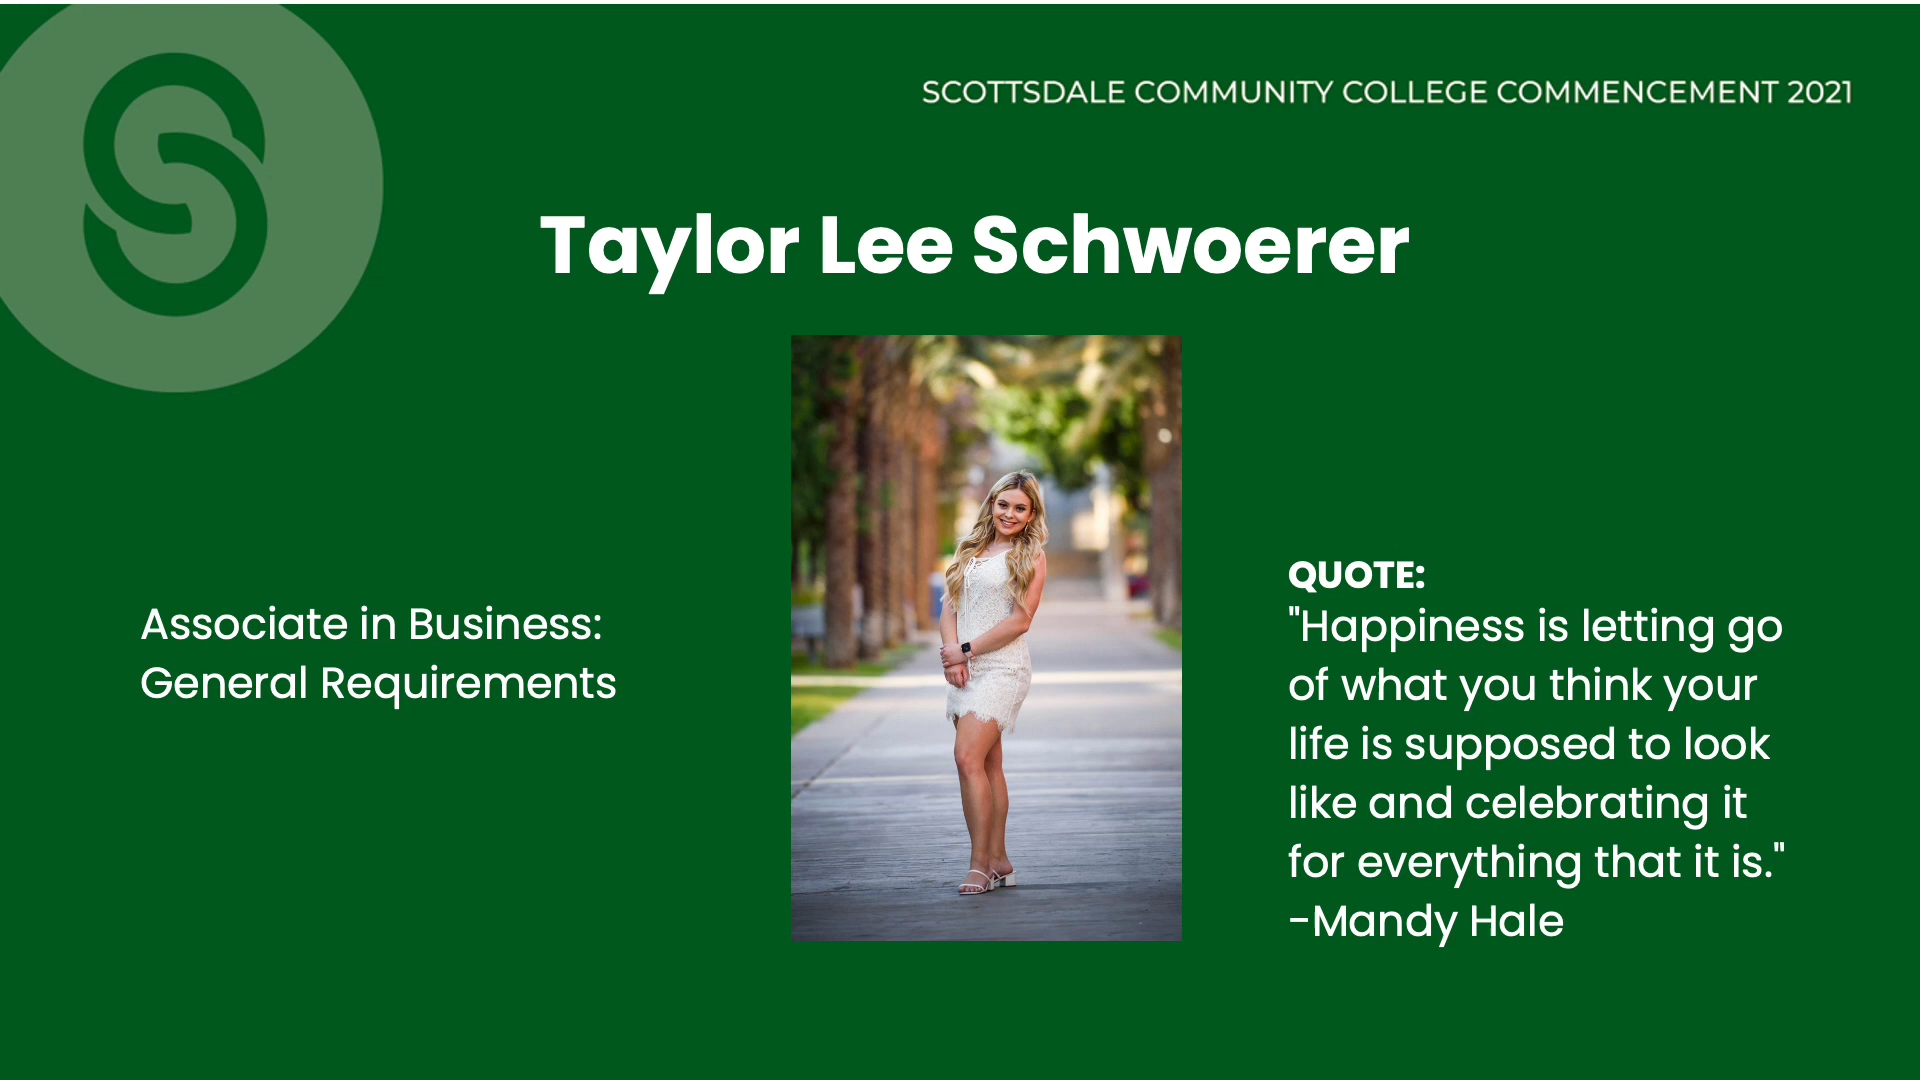 SCOTTSDALE COMMUNITY COLLEGE COMMENCEMENT 2021
Taylor Lee Schwoerer
Associate in Business:
General Requirements
QUOTE:
"Happiness is letting go
of what you think your
life is supposed to look
like and celebrating it
for everything that it is."
-Mandy Hale